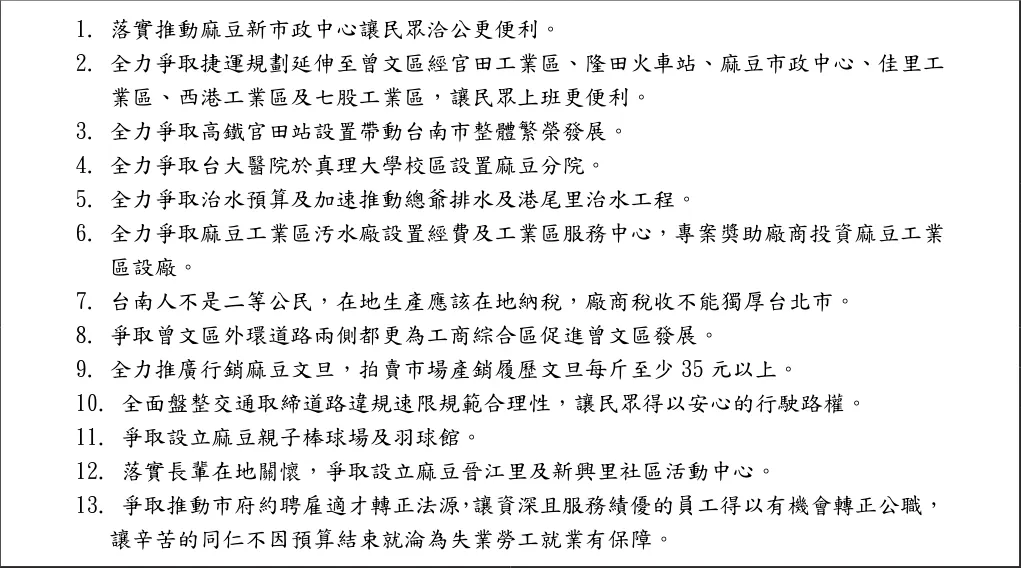 1. 落實推動麻豆新市政中心讓民眾洽公更便利。
2. 全力爭取捷運規劃延伸至曾文區經官田工業區、隆田火車站、麻豆市政中心、佳里工
業區、西港工業區及七股工業區，讓民眾上班更便利。
3. 全力爭取高鐵官田站設置帶動台南市整體繁榮發展。
4. 全力爭取台大醫院於真理大學校區設置麻豆分院。
5. 全力爭取治水預算及加速推動總爺排水及港尾里治水工程。
6. 全力爭取麻豆工業區污水廠設置經費及工業區服務中心，專案獎助廠商投資麻豆工業
區設廠。
7. 台南人不是二等公民，在地生產應該在地納稅，廠商稅收不能獨厚台北市。
8. 爭取曾文區外環道路兩側都更為工商綜合區促進曾文區發展。
9. 全力推廣行銷麻豆文旦，拍賣市場產銷履歷文旦每斤至少 35 元以上。
10. 全面盤整交通取締道路違規速限規範合理性，讓民眾得以安心的行駛路權。
11. 爭取設立麻豆親子棒球場及羽球館。
12. 落實長輩在地關懷，爭取設立麻豆晉江里及新興里社區活動中心。
13. 爭取推動市府約聘雇適才轉正法源，讓資深且服務績優的員工得以有機會轉正公職，
讓辛苦的同仁不因預算結束就淪為失業勞工就業有保障。